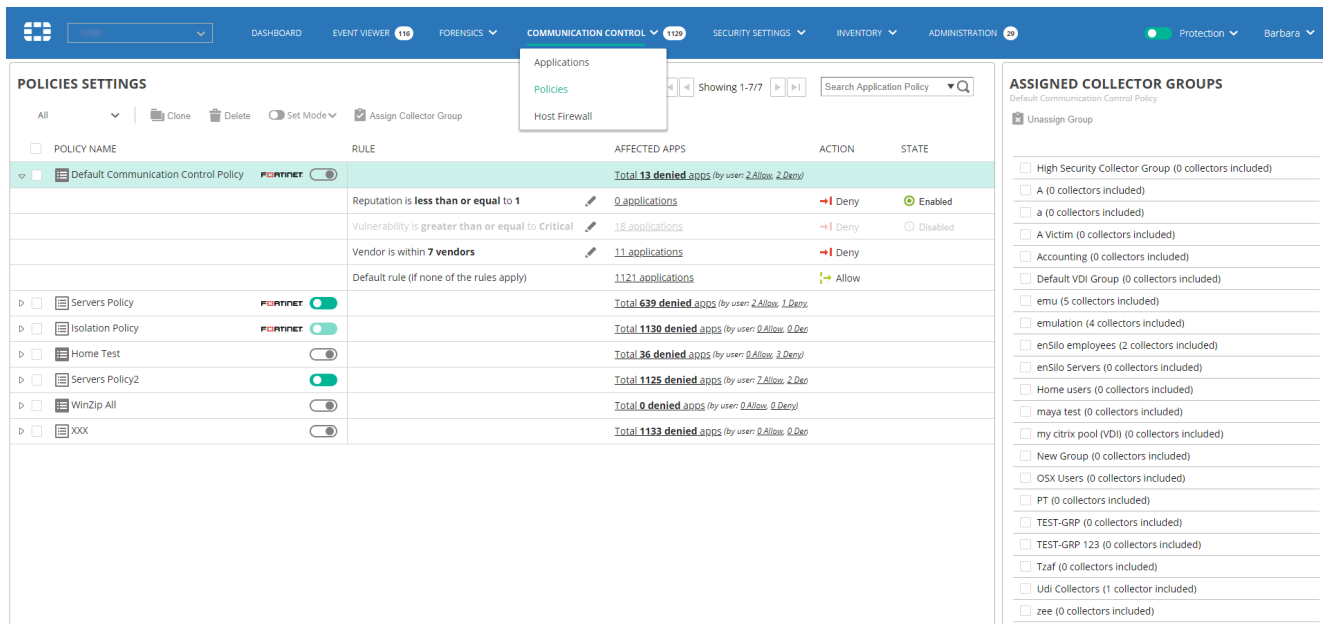 DASHBOARD EVENT VIEWER 116 FORENSICS COMMUNICATION CONTROL 1129 SECURITY SETTINGS INVENTORY ADMINISTRATION 29 Protection Barbara
Applications
Policies
Host Firewall
POLICIES SETTINGS
Showing 1-7/7 Search Application Policy
All Clone Delete Set Mode Assign Collector Group
POLICY NAME RULE AFFECTED APPS ACTION STATE
Default Communication Control Policy FORTINET Total 13 denied apps (by user: 2 Allow, 2 Deny)
Reputation is less than or equal to 1 0 applications Deny Enabled
Vulnerability is greater than or equal to Critical 18 applications Deny Disabled
Vendor is within 7 vendors 11 applications Deny
Default rule (if none of the rules apply) 1121 applications Allow
Servers Policy FORTINET Total 639 denied apps (by user: 2 Allow, 1 Deny,
Isolation Policy FORTINET Total 1130 denied apps (by user: 0 Allow, 0 Den
Home Test Total 36 denied apps (by user: 0 Allow, 3 Deny)
Servers Policy2 Total 1125 denied apps (by user: 7 Allow, 2 Den
WinZip All Total 0 denied apps (by user: 0 Allow, 0 Deny)
XXX Total 1133 denied apps (by user: 0 Allow, 0 Den
ASSIGNED COLLECTOR GROUPS
Default Communication Control Policy
Unassign Group
High Security Collector Group (0 collectors included)
A (0 collectors included)
a (0 collectors included)
A Victim (0 collectors included)
Accounting (0 collectors included)
Default VDI Group (0 collectors included)
emu (5 collectors included)
emulation (4 collectors included)
enSilo employees (2 collectors included)
enSilo Servers (0 collectors included)
Home users (0 collectors included)
maya test (0 collectors included)
my citrix pool (VDI) (0 collectors included)
New Group (0 collectors included)
OSX Users (0 collectors included)
PT (0 collectors included)
TEST-GRP (0 collectors included)
TEST-GRP 123 (0 collectors included)
Tzaf (0 collectors included)
Udi Collectors (1 collector included)
zee (0 collectors included)